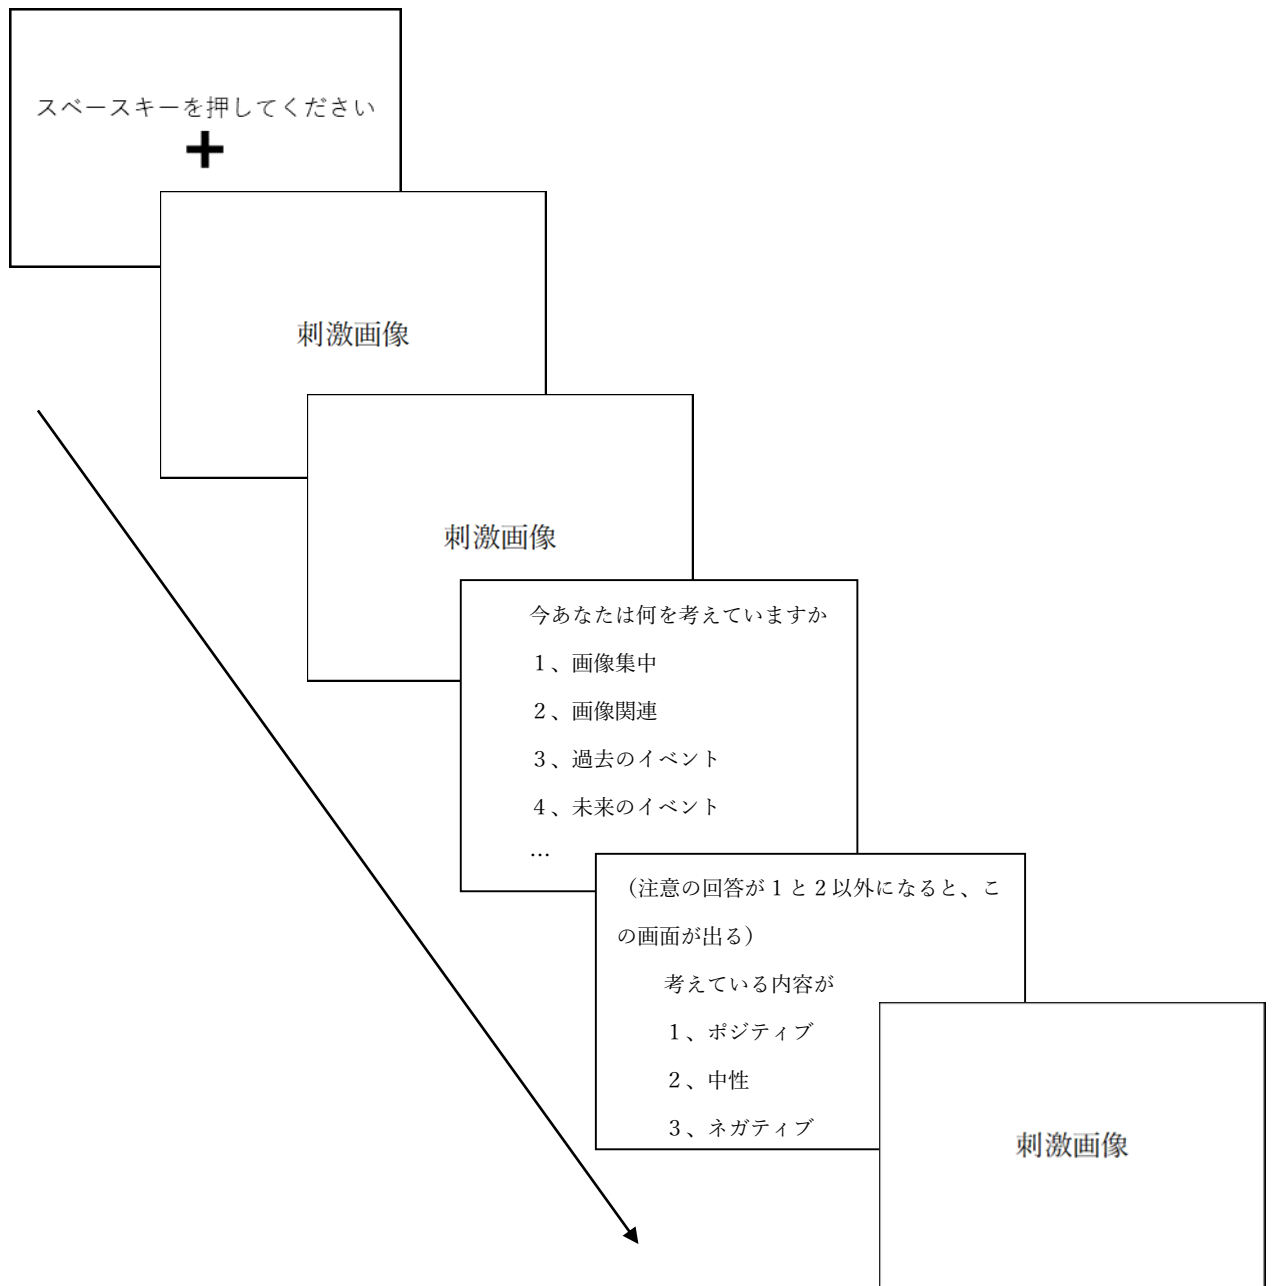 スペースキーを押してください
刺激画像
刺激画像
今あなたは何を考えていますか
１、画像集中
２、画像関連
３、過去のイベント
４、未来のイベント
…
（注意の回答が１と２以外になると、こ
の画面が出る）
考えている内容が
１、ポジティブ
２、中性
３、ネガティブ
刺激画像